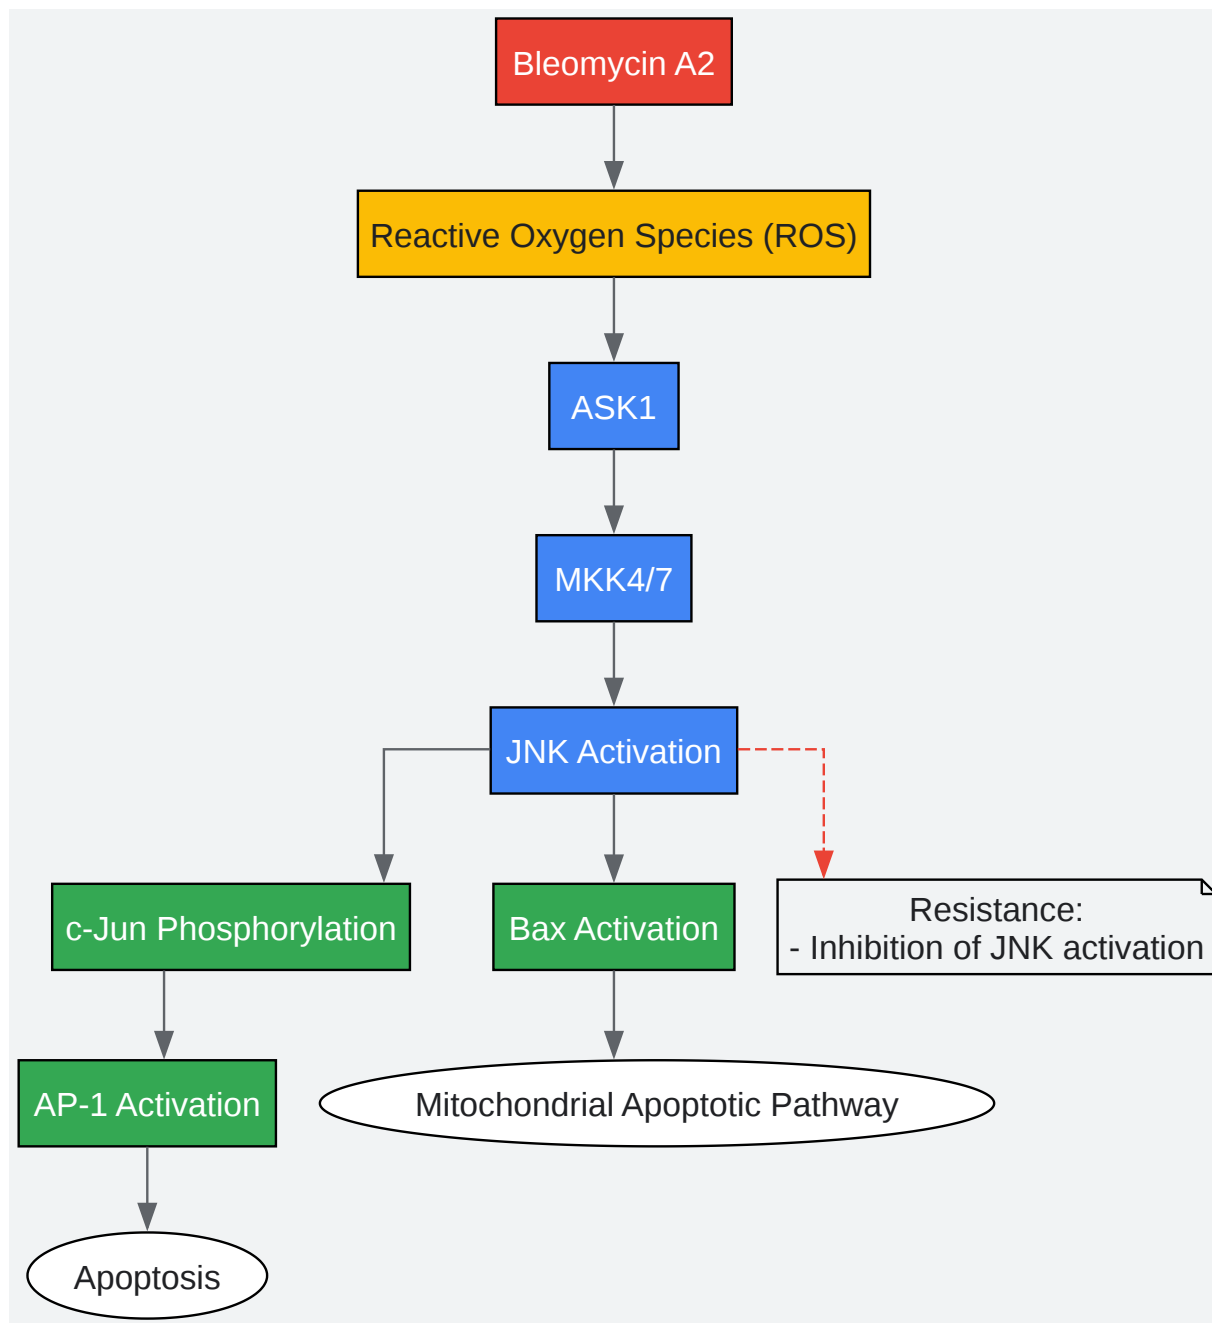 Bleomycin A2
Reactive Oxygen Species (ROS)
ASK1
MKK4/7
JNK Activation
c-Jun Phosphorylation
Bax Activation
Resistance:
- Inhibition of JNK activation
AP-1 Activation
Mitochondrial Apoptotic Pathway
Apoptosis